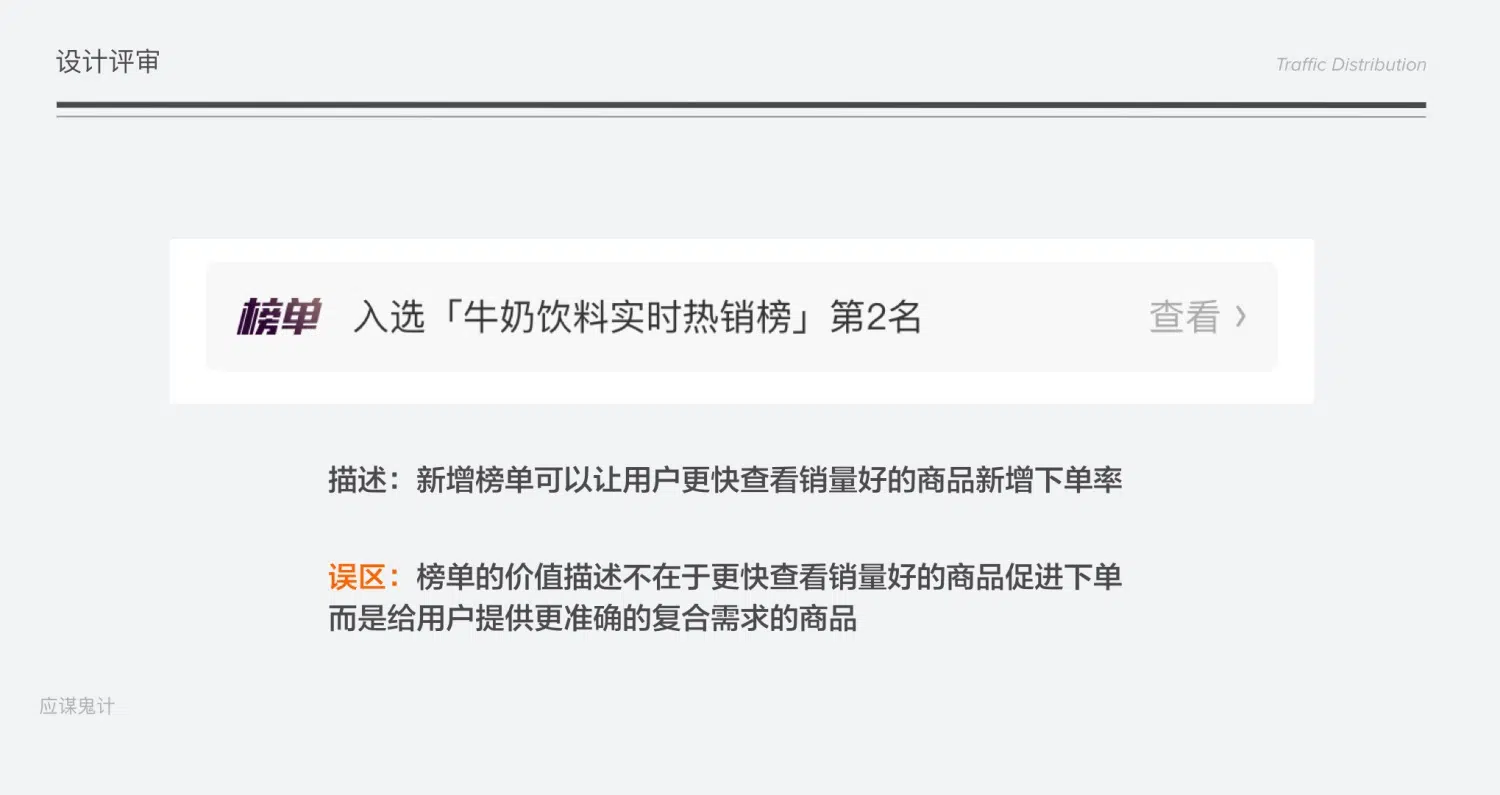 设计评审
Traffic Distribution
榜单 入选「牛奶饮料实时热销榜」第2名 查看 ›
描述：新增榜单可以让用户更快查看销量好的商品新增下单率
误区：榜单的价值描述不在于更快查看销量好的商品促进下单
而是给用户提供更准确的复合需求的商品
应谋鬼计